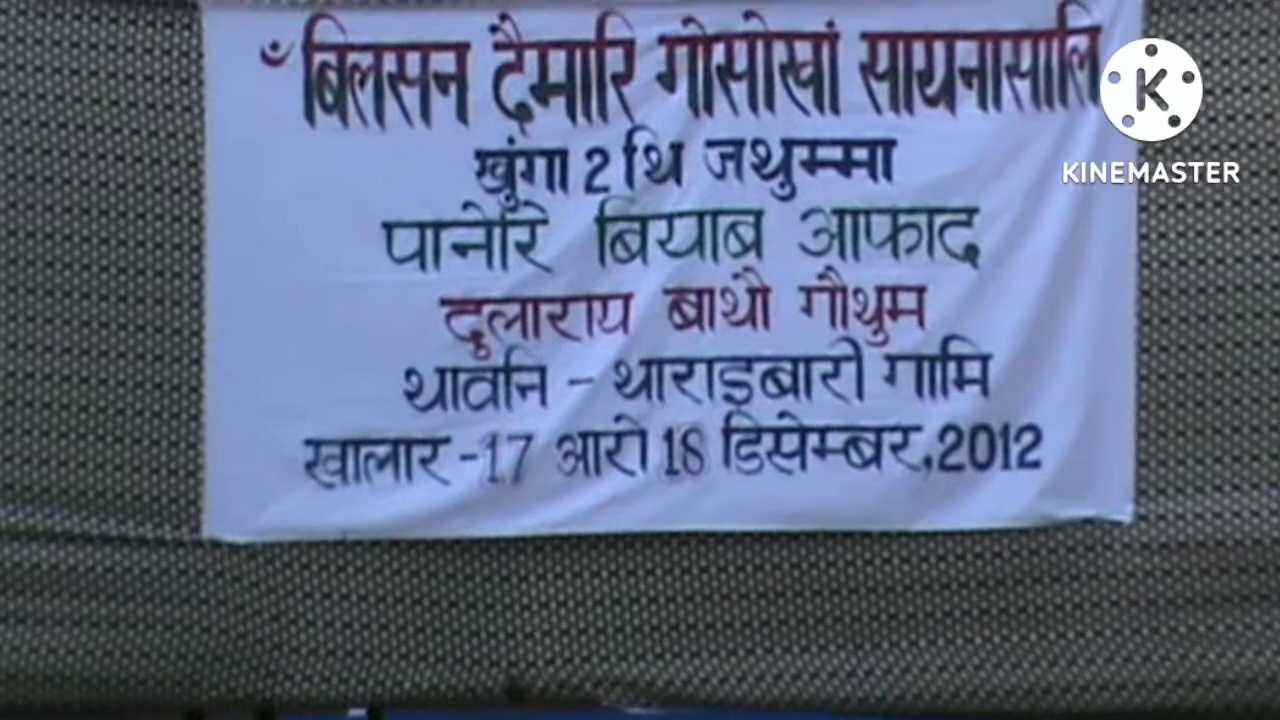 ँ बिलसन दैमारि गोसोखां सायनासालि
खुंगा 2 थि जथुम्मा
पानोरि बियाब आफाद
दुलाराय बाथौ गौथुम
थावनि - थाराइबारी गामि
खालार -17 आरो 18 डिसेम्बर,2012
KINEMASTER